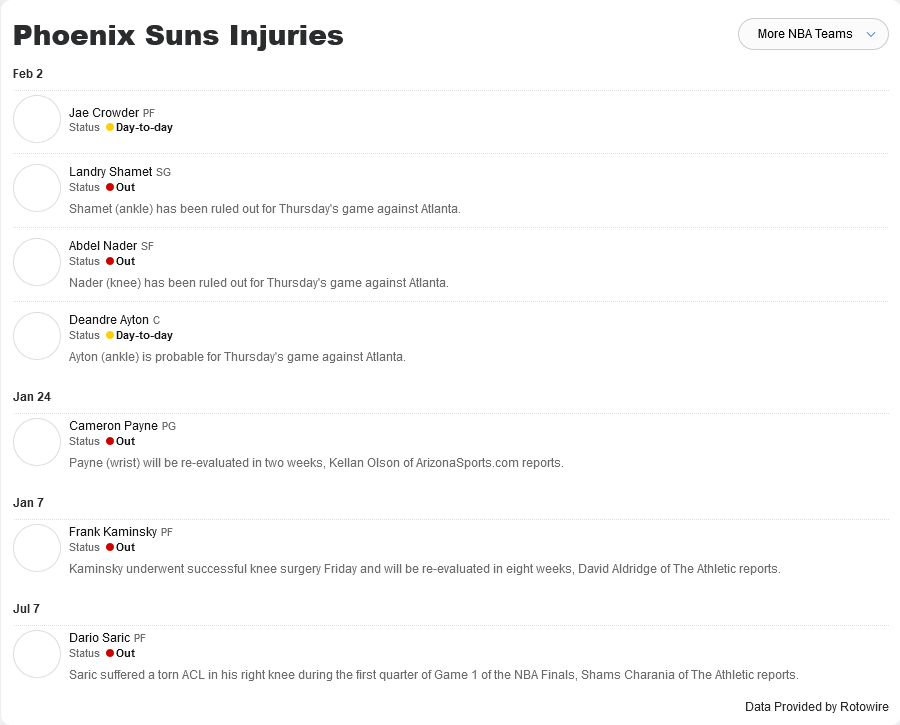 Phoenix Suns Injuries
More NBA Teams
Feb 2
Jae Crowder PF
Status Day-to-day
Landry Shamet SG
Status Out
Shamet (ankle) has been ruled out for Thursday's game against Atlanta.
Abdel Nader SF
Status Out
Nader (knee) has been ruled out for Thursday's game against Atlanta.
Deandre Ayton C
Status Day-to-day
Ayton (ankle) is probable for Thursday's game against Atlanta.
Jan 24
Cameron Payne PG
Status Out
Payne (wrist) will be re-evaluated in two weeks, Kellan Olson of ArizonaSports.com reports.
Jan 7
Frank Kaminsky PF
Status Out
Kaminsky underwent successful knee surgery Friday and will be re-evaluated in eight weeks, David Aldridge of The Athletic reports.
Jul 7
Dario Saric PF
Status Out
Saric suffered a torn ACL in his right knee during the first quarter of Game 1 of the NBA Finals, Shams Charania of The Athletic reports.
Data Provided by Rotowire